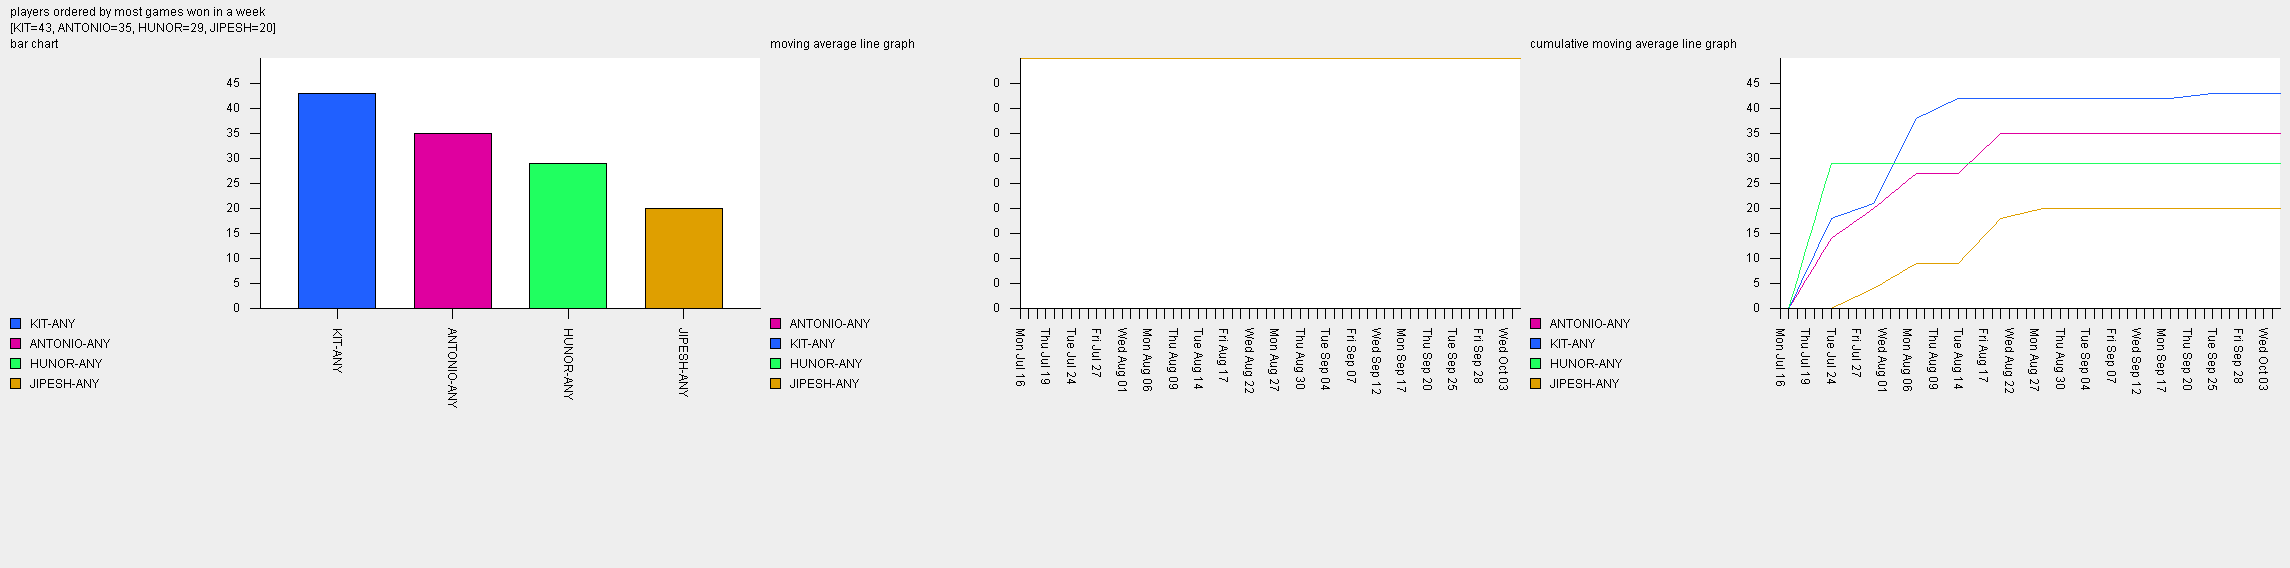 players ordered by most games won in a week
[KIT=43, ANTONIO=35, HUNOR=29, JIPESH=20]
bar chart
45
40
35
30
25
20
15
10
5
0
KIT-ANY
ANTONIO-ANY
HUNOR-ANY
JIPESH-ANY
KIT-ANY
ANTONIO-ANY
HUNOR-ANY
JIPESH-ANY
moving average line graph
0
0
0
0
0
0
0
0
0
0
Mon Jul 16
Thu Jul 19
Tue Jul 24
Fri Jul 27
Wed Aug 01
Mon Aug 06
Thu Aug 09
Tue Aug 14
Fri Aug 17
Wed Aug 22
Mon Aug 27
Thu Aug 30
Tue Sep 04
Fri Sep 07
Wed Sep 12
Mon Sep 17
Thu Sep 20
Tue Sep 25
Fri Sep 28
Wed Oct 03
ANTONIO-ANY
KIT-ANY
HUNOR-ANY
JIPESH-ANY
cumulative moving average line graph
45
40
35
30
25
20
15
10
5
0
Mon Jul 16
Thu Jul 19
Tue Jul 24
Fri Jul 27
Wed Aug 01
Mon Aug 06
Thu Aug 09
Tue Aug 14
Fri Aug 17
Wed Aug 22
Mon Aug 27
Thu Aug 30
Tue Sep 04
Fri Sep 07
Wed Sep 12
Mon Sep 17
Thu Sep 20
Tue Sep 25
Fri Sep 28
Wed Oct 03
ANTONIO-ANY
KIT-ANY
HUNOR-ANY
JIPESH-ANY